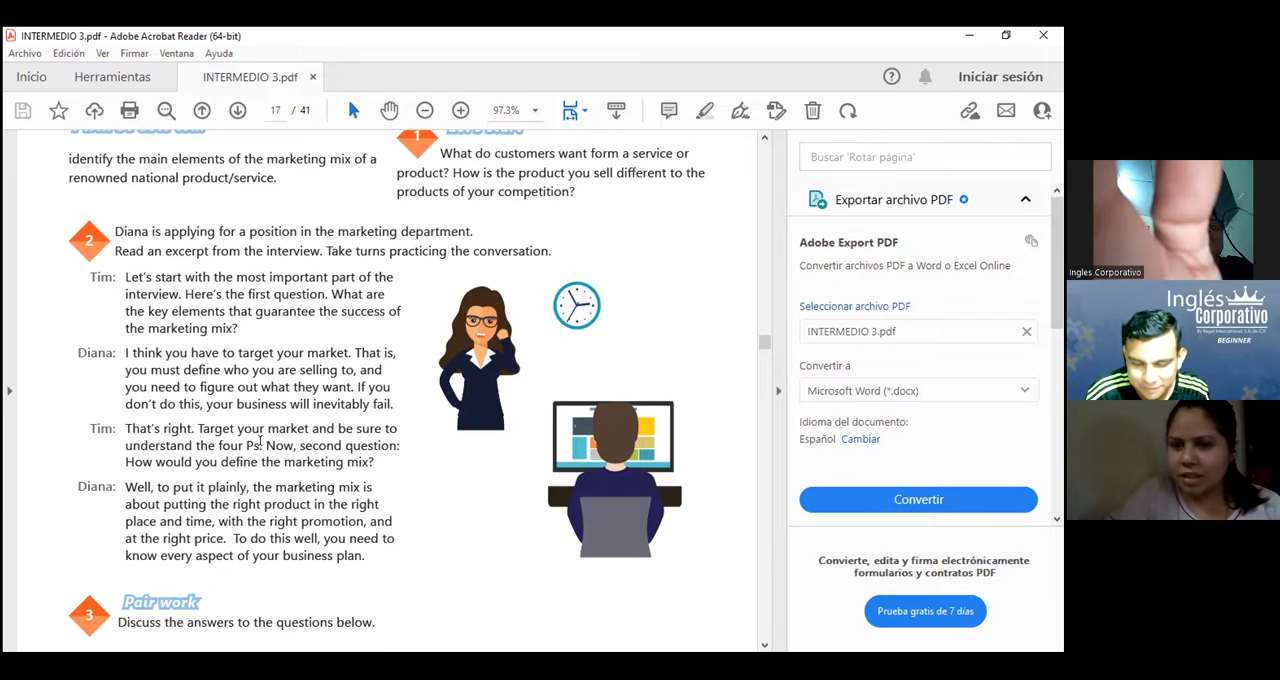 INTERMEDIO 3.pdf - Adobe Acrobat Reader (64-bit)
Archivo Edición Ver Firmar Ventana Ayuda
Inicio Herramientas INTERMEDIO 3.pdf × Iniciar sesión
17 / 41 97.3%
identify the main elements of the marketing mix of a
renowned national product/service.
1
What do customers want form a service or
product? How is the product you sell different to the
products of your competition?
2
Diana is applying for a position in the marketing department.
Read an excerpt from the interview. Take turns practicing the conversation.
Tim: Let's start with the most important part of the
interview. Here's the first question. What are
the key elements that guarantee the success of
the marketing mix?
Diana: I think you have to target your market. That is,
you must define who you are selling to, and
you need to figure out what they want. If you
don't do this, your business will inevitably fail.
Tim: That's right. Target your market and be sure to
understand the four Ps. Now, second question:
How would you define the marketing mix?
Diana: Well, to put it plainly, the marketing mix is
about putting the right product in the right
place and time, with the right promotion, and
at the right price. To do this well, you need to
know every aspect of your business plan.
3
Pair work
Discuss the answers to the questions below.
Buscar 'Rotar página'
Exportar archivo PDF
Adobe Export PDF
Convertir archivos PDF a Word o Excel Online
Seleccionar archivo PDF
INTERMEDIO 3.pdf
Convertir a
Microsoft Word (*.docx)
Idioma del documento:
Español Cambiar
Convertir
Convierte, edita y firma electrónicamente
formularios y contratos PDF
Prueba gratis de 7 días
Ingles Corporativo
Inglés
Corporativo
By Regal International, S.A. de C.V.
BEGINNER